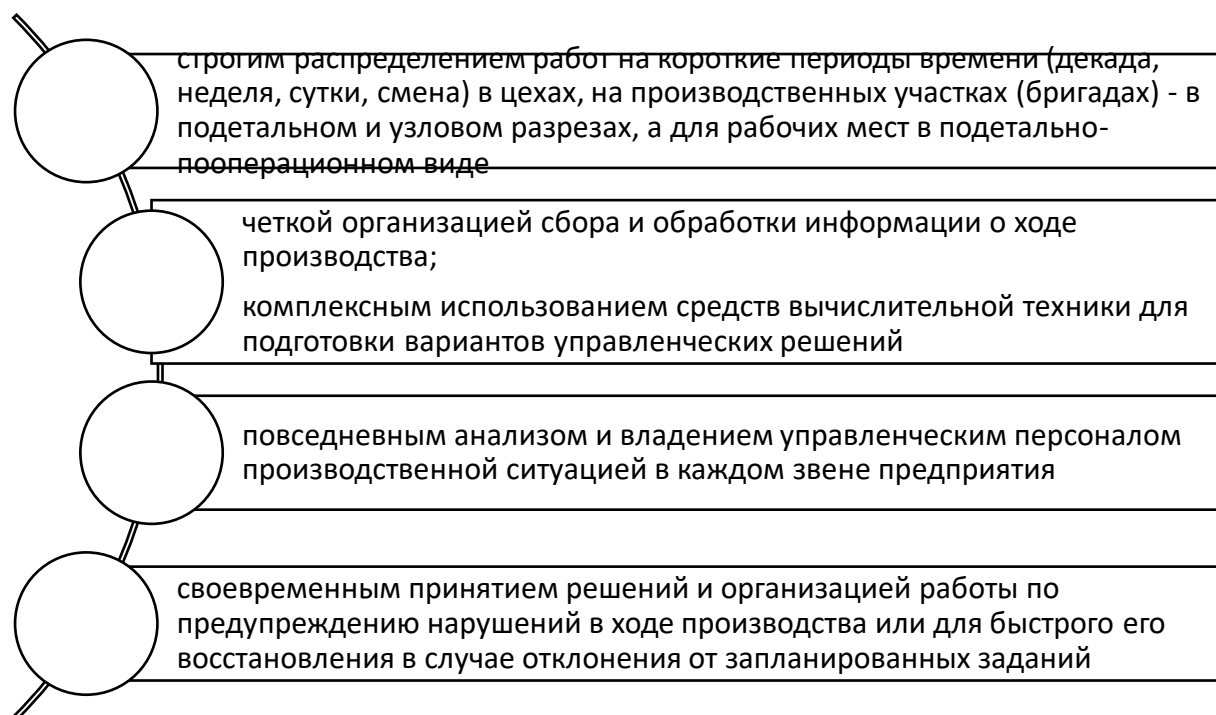 строгим распределением работ на короткие периоды времени (декада,
неделя, сутки, смена) в цехах, на производственных участках (бригадах) - в
подетальном и узловом разрезах, а для рабочих мест в подетально-
пооперационном виде
четкой организацией сбора и обработки информации о ходе
производства;
комплексным использованием средств вычислительной техники для
подготовки вариантов управленческих решений
повседневным анализом и владением управленческим персоналом
производственной ситуацией в каждом звене предприятия
своевременным принятием решений и организацией работы по
предупреждению нарушений в ходе производства или для быстрого его
восстановления в случае отклонения от запланированных заданий